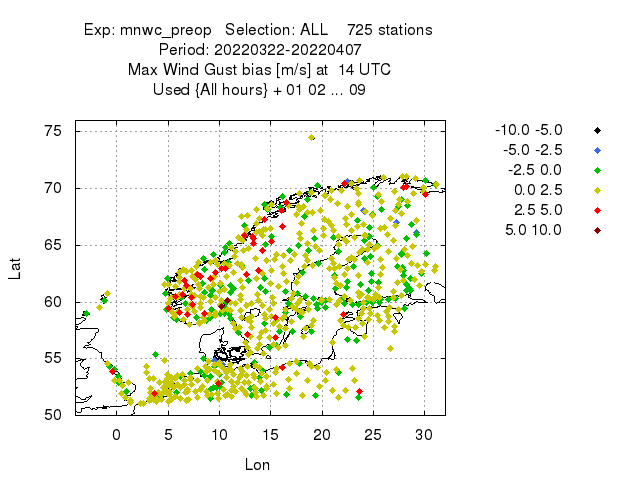 Exp: mnwc_preop   Selection: ALL    725 stations
Period: 20220322-20220407
Max Wind Gust bias [m/s] at  14 UTC
Used {All hours} + 01 02 ... 09
-10.0 -5.0
-5.0 -2.5
-2.5 0.0
0.0 2.5
2.5 5.0
5.0 10.0
75
70
65
60
55
50
Lat
0 5 10 15 20 25 30
Lon